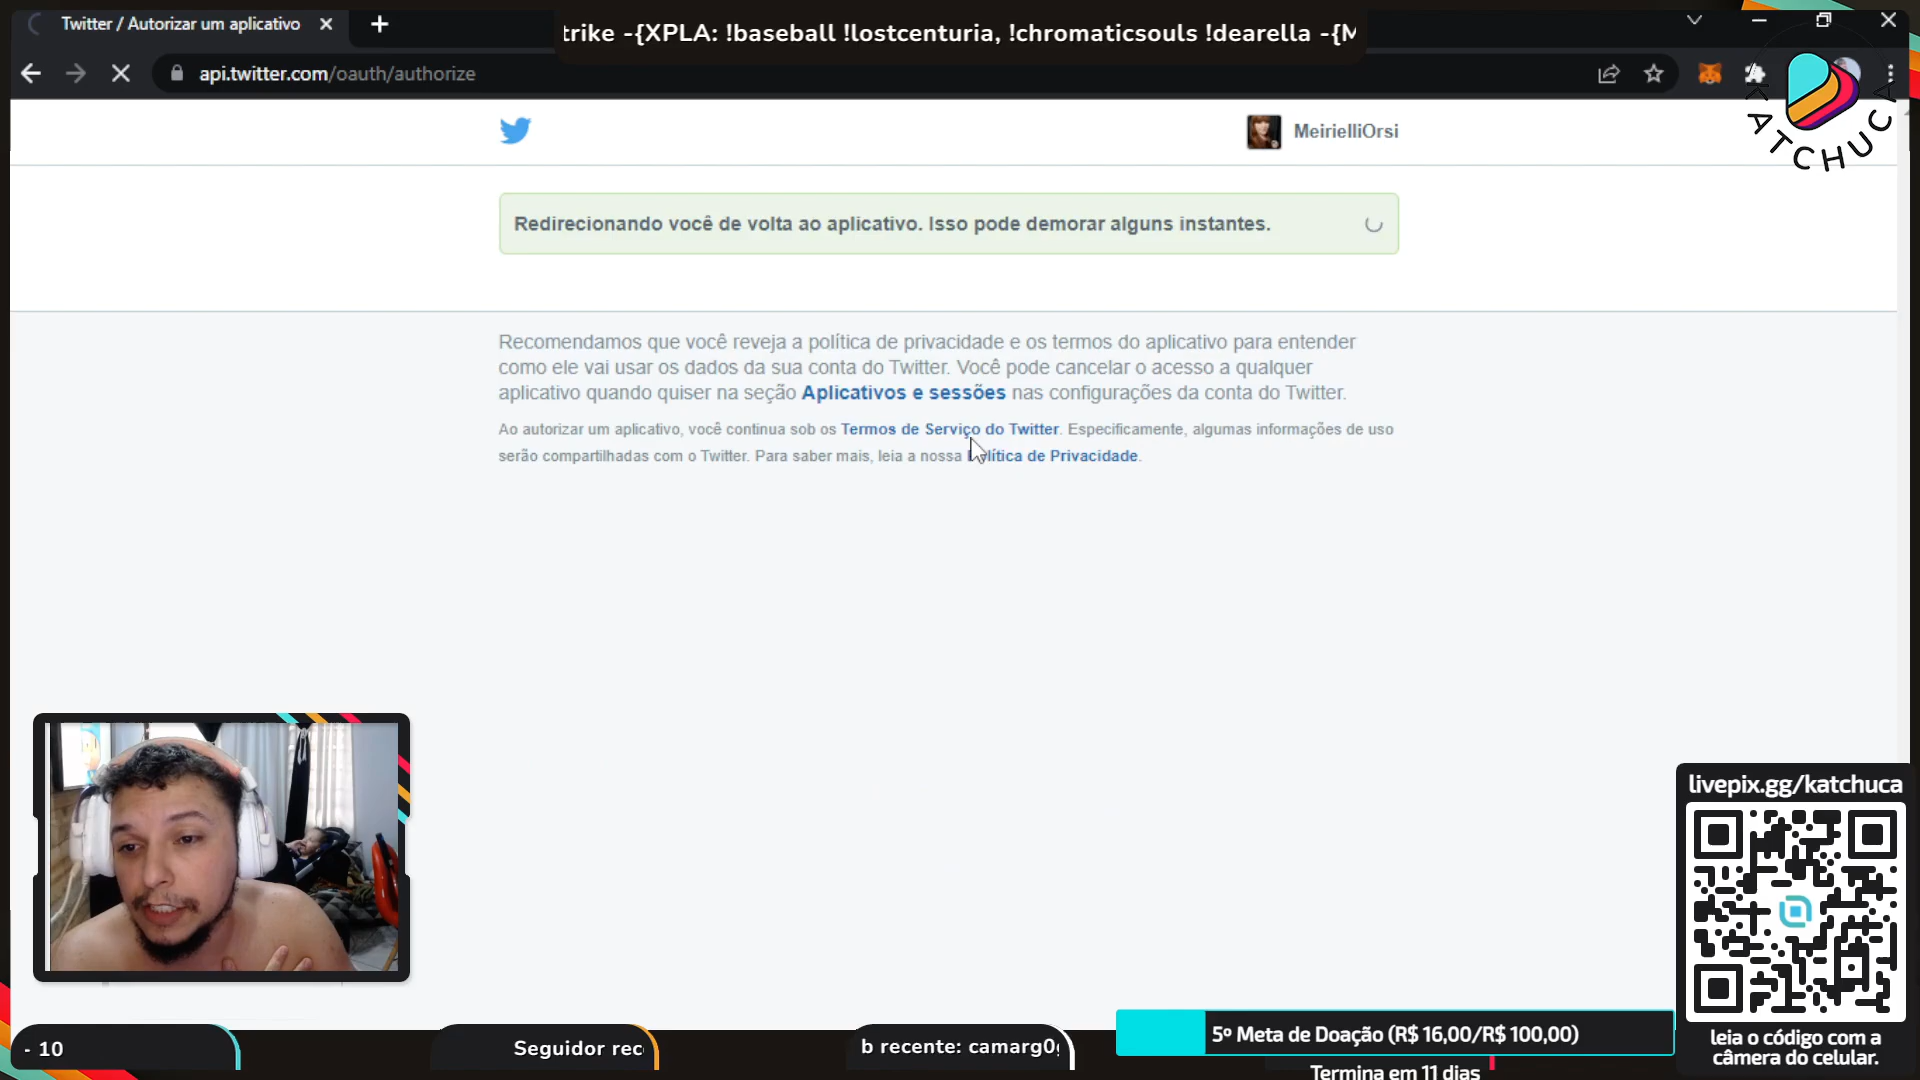 Twitter / Autorizar um aplicativo
trike -{XPLA: !baseball !lostcenturia, !chromaticsouls !dearella -{M
api.twitter.com/oauth/authorize
KATCHUCA
MeirielliOrsi
Redirecionando você de volta ao aplicativo. Isso pode demorar alguns instantes.
Recomendamos que você reveja a política de privacidade e os termos do aplicativo para entender
como ele vai usar os dados da sua conta do Twitter. Você pode cancelar o acesso a qualquer
aplicativo quando quiser na seção Aplicativos e sessões nas configurações da conta do Twitter.
Ao autorizar um aplicativo, você continua sob os Termos de Serviço do Twitter. Especificamente, algumas informações de uso
serão compartilhadas com o Twitter. Para saber mais, leia a nossa Política de Privacidade.
livepix.gg/katchuca
leia o código com a
câmera do celular.
- 10
Seguidor rec
b recente: camarg0
5º Meta de Doação (R$ 16,00/R$ 100,00)
Termina em 11 dias